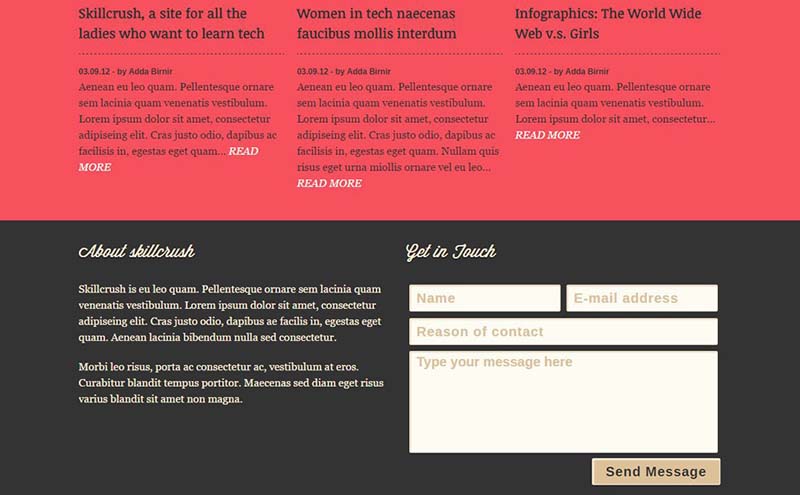 Skillcrush, a site for all the
ladies who want to learn tech
03.09.12 - by Adda Birnir
Aenean eu leo quam. Pellentesque ornare
sem lacinia quam venenatis vestibulum.
Lorem ipsum dolor sit amet, consectetur
adipiseing elit. Cras justo odio, dapibus ac
facilisis in, egestas eget quam... READ
MORE
Women in tech naecenas
faucibus mollis interdum
03.09.12 - by Adda Birnir
Aenean eu leo quam. Pellentesque ornare
sem lacinia quam venenatis vestibulum.
Lorem ipsum dolor sit amet, consectetur
adipiseing elit. Cras justo odio, dapibus ac
facilisis in, egestas eget quam. Nullam quis
risus eget urna miollis ornare vel eu leo...
READ MORE
Infographics: The World Wide
Web v.s. Girls
03.09.12 - by Adda Birnir
Aenean eu leo quam. Pellentesque ornare
sem lacinia quam venenatis vestibulum.
Lorem ipsum dolor sit amet, consectetur...
READ MORE
About skillcrush
Skillcrush is eu leo quam. Pellentesque ornare sem lacinia quam
venenatis vestibulum. Lorem ipsum dolor sit amet, consectetur
adipiseing elit. Cras justo odio, dapibus ae facilis in, egestas eget
quam. Aenean lacinia bibendum nulla sed consectetur.
Morbi leo risus, porta ac consectetur ac, vestibulum at eros.
Curabitur blandit tempus portitor. Maecenas sed diam eget risus
varius blandit sit amet non magna.
Get in Touch
Name
E-mail address
Reason of contact
Type your message here
Send Message